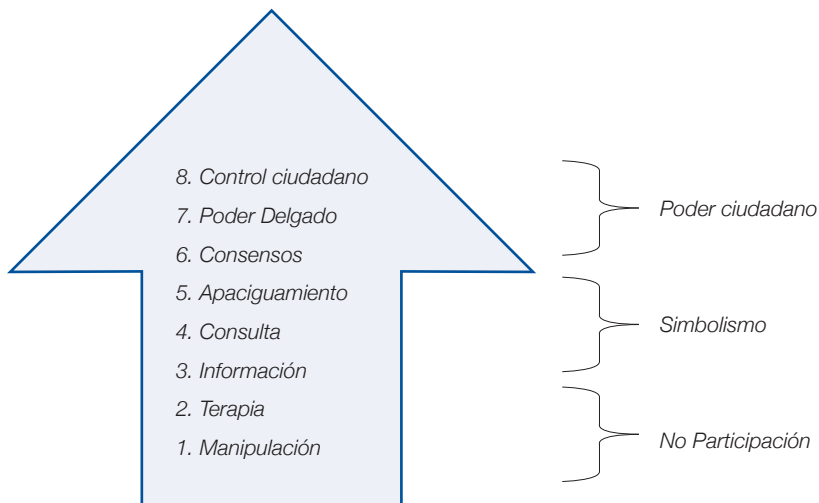 8. Control ciudadano
7. Poder Delgado
6. Consensos
5. Apaciguamiento
4. Consulta
3. Información
2. Terapia
1. Manipulación
Poder ciudadano
Simbolismo
No Participación